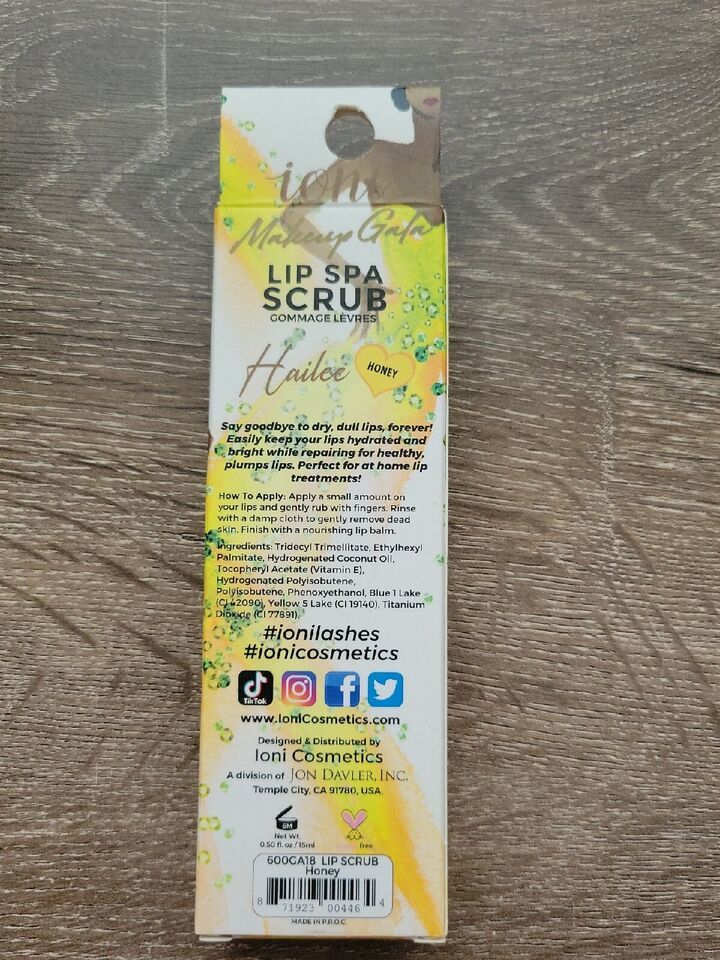 ioni
Makeup Gala
LIP SPA
SCRUB
GOMMAGE LÈVRES
Hailee
HONEY
Say goodbye to dry, dull lips, forever!
Easily keep your lips hydrated and
bright while repairing for healthy,
plumps lips. Perfect for at home lip
treatments!
How To Apply: Apply a small amount on
your lips and gently rub with fingers. Rinse
with a damp cloth to gently remove dead
skin. Finish with a nourishing lip balm.
Ingredients: Tridecyl Trimellitate, Ethylhexyl
Palmitate, Hydrogenated Coconut Oil,
Tocopheryl Acetate (Vitamin E),
Hydrogenated Polyisobutene,
Polyisobutene, Phenoxyethanol, Blue 1 Lake
(CI 42090), Yellow 5 Lake (CI 19140), Titanium
Dioxide (CI 77891).
#ionilashes
#ionicosmetics
TikTok
www.IoniCosmetics.com
Designed & Distributed by
Ioni Cosmetics
A division of JON DAVLER, INC.
Temple City, CA 91780, USA.
6M
Net Wt.
0.50 fl. oz / 15ml
free
600GA18 LIP SCRUB
Honey
8 71923 00446 4
MADE IN P.R.O.C.